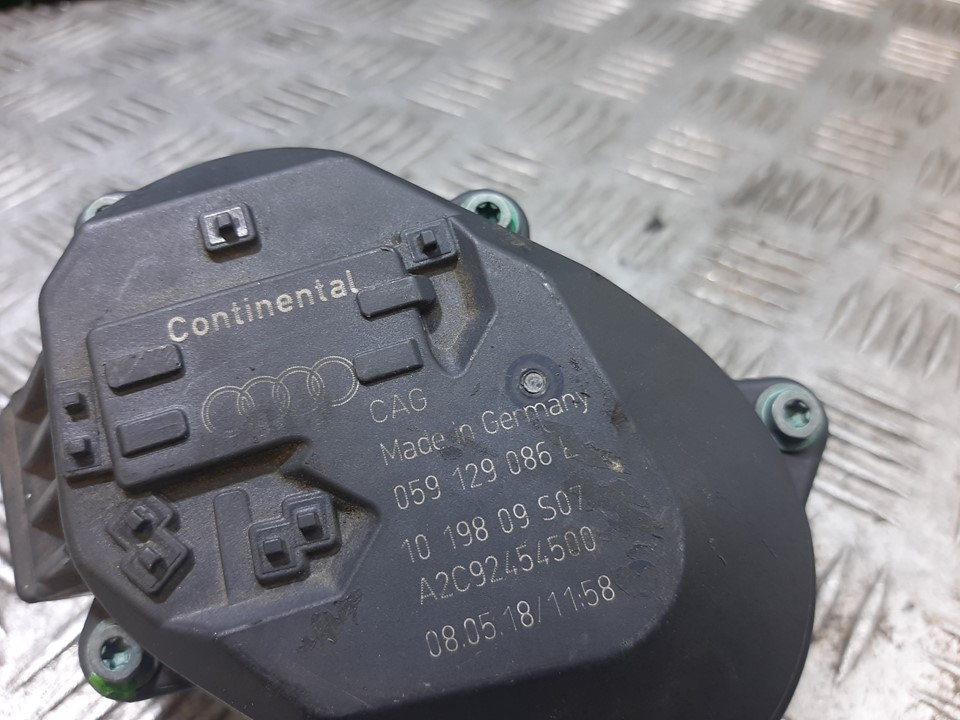 Continental
CAG
Made in Germany
059 129 086 L
10 198 09 S07
A2C92454500
08.05.18/11:58